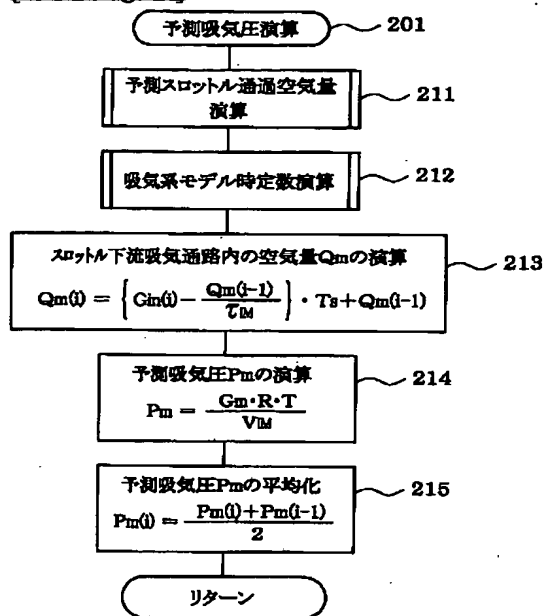 予測吸気圧演算
201
予測スロットル通過空気量
演算
211
吸気系モデル時定数演算
212
スロットル下流吸気通路内の空気量Qmの演算
213
Qm(i) = { Gin(i) − Qm(i-1)/τIM } ・ Ts + Qm(i-1)
予測吸気圧Pmの演算
214
Pm = Gm・R・T / VIM
予測吸気圧Pmの平均化
215
Pm(i) = Pm(i)+Pm(i-1) / 2
リターン